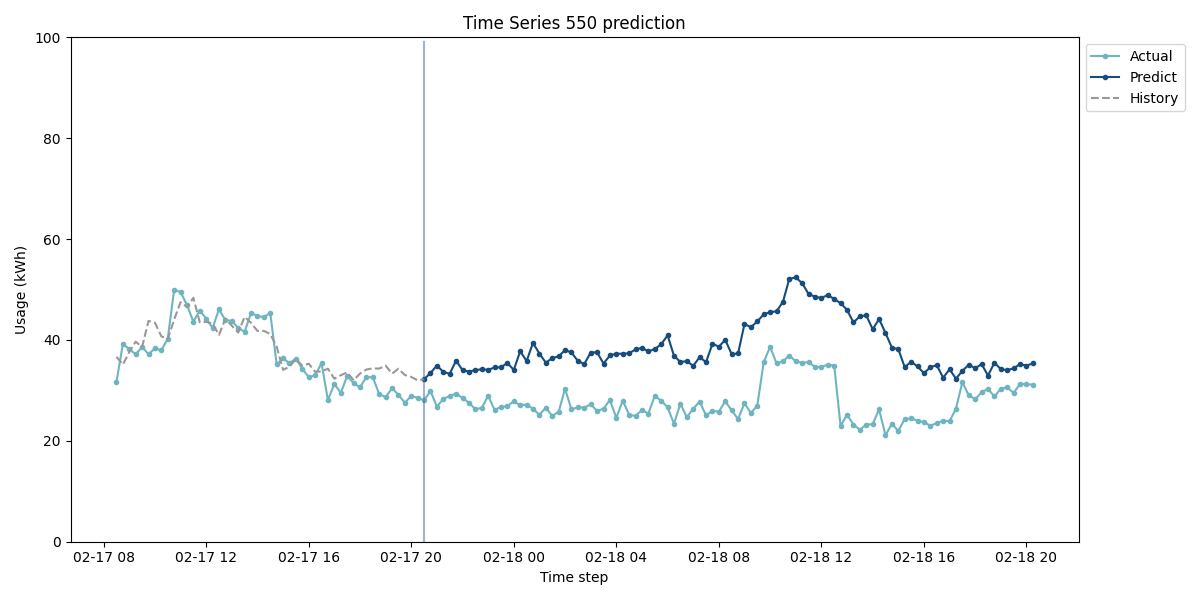 Time Series 550 prediction
100
80
60
40
20
0
Usage (kWh)
02-17 08 02-17 12 02-17 16 02-17 20 02-18 00 02-18 04 02-18 08 02-18 12 02-18 16 02-18 20
Time step
Actual
Predict
History